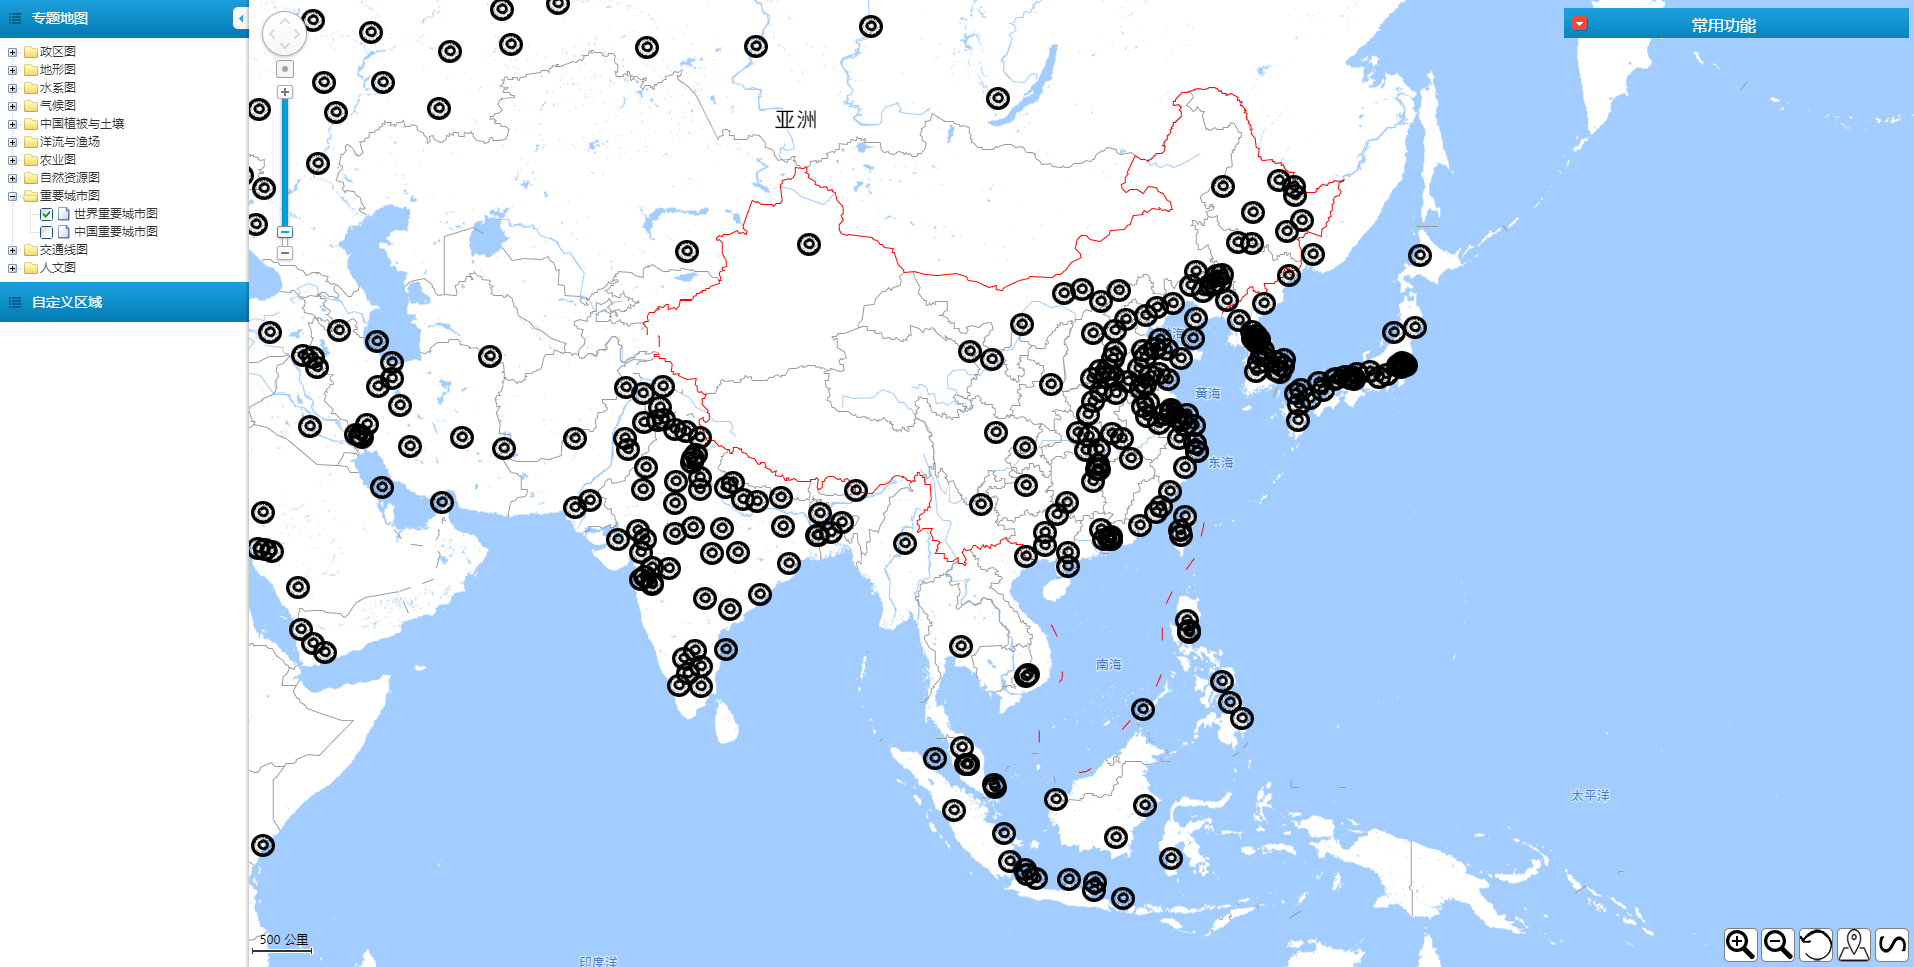 专题地图
政区图
地形图
水系图
气候图
中国植被与土壤
洋流与渔场
农业图
自然资源图
重要城市图
世界重要城市图
中国重要城市图
交通线图
人文图
自定义区域
常用功能
亚洲
黄海
东海
南海
太平洋
印度洋
500 公里